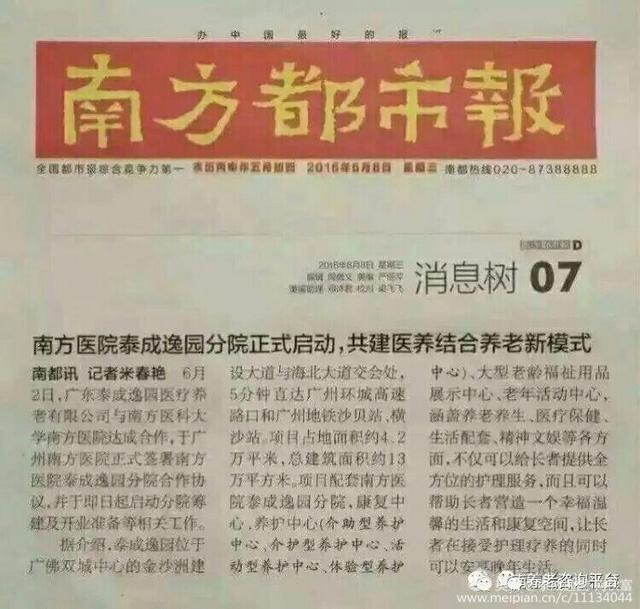 办中国最好的报
南方都市報
全国都市报综合竞争力第一 农历丙申年五月初四 2016年6月8日 星期三 南都热线020-87388888
D
2016年6月8日 星期三
消息树 07
南方医院泰成逸园分院正式启动，共建医养结合养老新模式
南都讯 记者米春艳 6月
2日，广东泰成逸园医疗养
老有限公司与南方医科大
学南方医院达成合作，于广
州南方医院正式签署南方
医院泰成逸园分院合作协
议，并于即日起启动分院筹
建及开业准备等相关工作。
据介绍，泰成逸园位于
广佛双城中心的金沙洲建
设大道与海北大道交会处，
5分钟直达广州环城高速
路口和广州地铁沙贝站、横
沙站。项目占地面积约4.2
万平米，总建筑面积约13
万平方米。项目配套南方医
院泰成逸园分院，康复中
心，养护中心(介助型养护
中心、介护型养护中心、活
动型养护中心、体验型养护
中心)、大型老龄福祉用品
展示中心、老年活动中心，
涵盖养老养生、医疗保健、
生活配套、精神文娱等各方
面，不仅可以给长者提供全
方位的护理服务，而且可以
帮助长者营造一个幸福温
馨的生活和康复空间，让长
者在接受护理疗养的同时
可以安享晚年生活。
养老咨询平台
www.meipian.cn/c/11134044